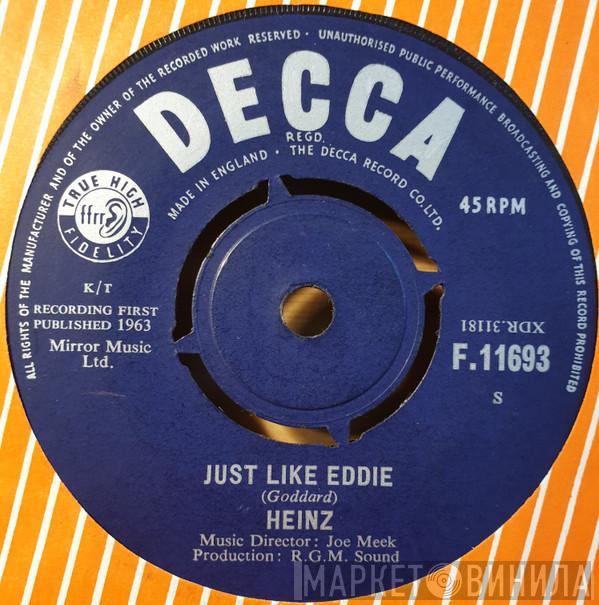 ALL RIGHTS OF THE MANUFACTURER AND OF THE OWNER OF THE RECORDED WORK RESERVED · UNAUTHORISED PUBLIC PERFORMANCE BROADCASTING AND COPYING OF THIS RECORD PROHIBITED
DECCA
REGD.
MADE IN ENGLAND · THE DECCA RECORD CO. LTD.
TRUE HIGH
ffrr
FIDELITY
45 RPM
K/T
RECORDING FIRST
PUBLISHED 1963
Mirror Music
Ltd.
XDR.31181
F.11693
S
JUST LIKE EDDIE
(Goddard)
HEINZ
Music Director: Joe Meek
Production: R.G.M. Sound
МАРКЕТ ВИНИЛА